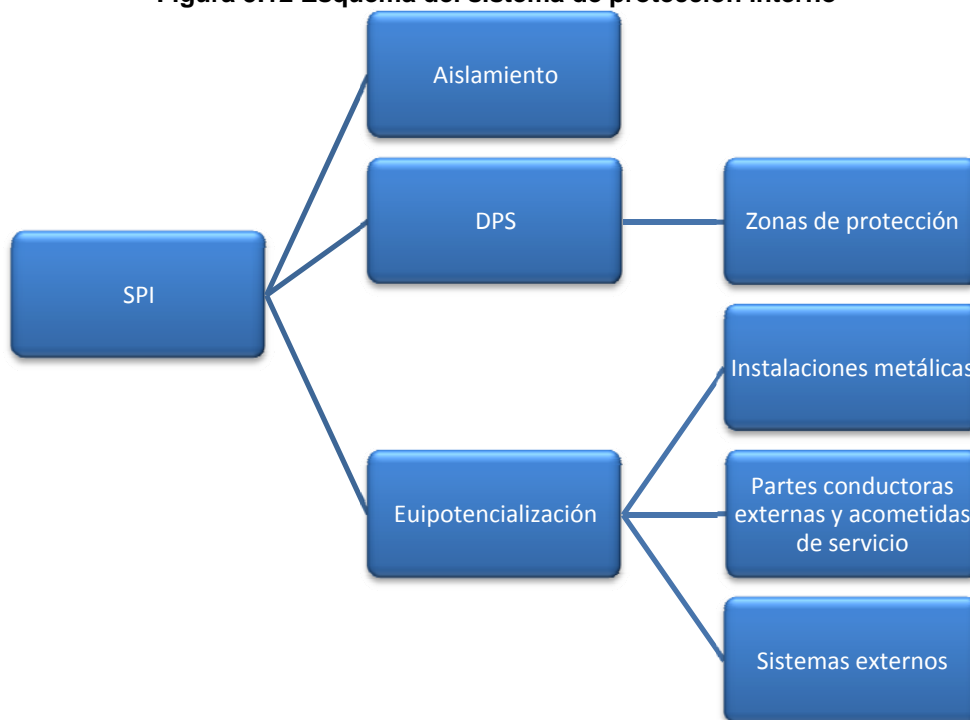 Figura 3.12 Esquema del sistema de protección interno
Aislamiento
DPS
Zonas de protección
SPI
Instalaciones metálicas
Euipotencialización
Partes conductoras
externas y acometidas
de servicio
Sistemas externos